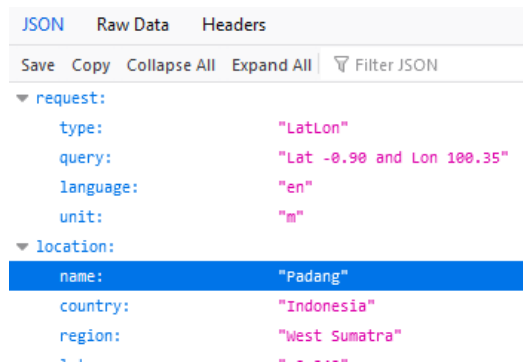 JSON Raw Data Headers
Save Copy Collapse All Expand All Filter JSON
request:
type: "LatLon"
query: "Lat -0.90 and Lon 100.35"
language: "en"
unit: "m"
location:
name: "Padang"
country: "Indonesia"
region: "West Sumatra"